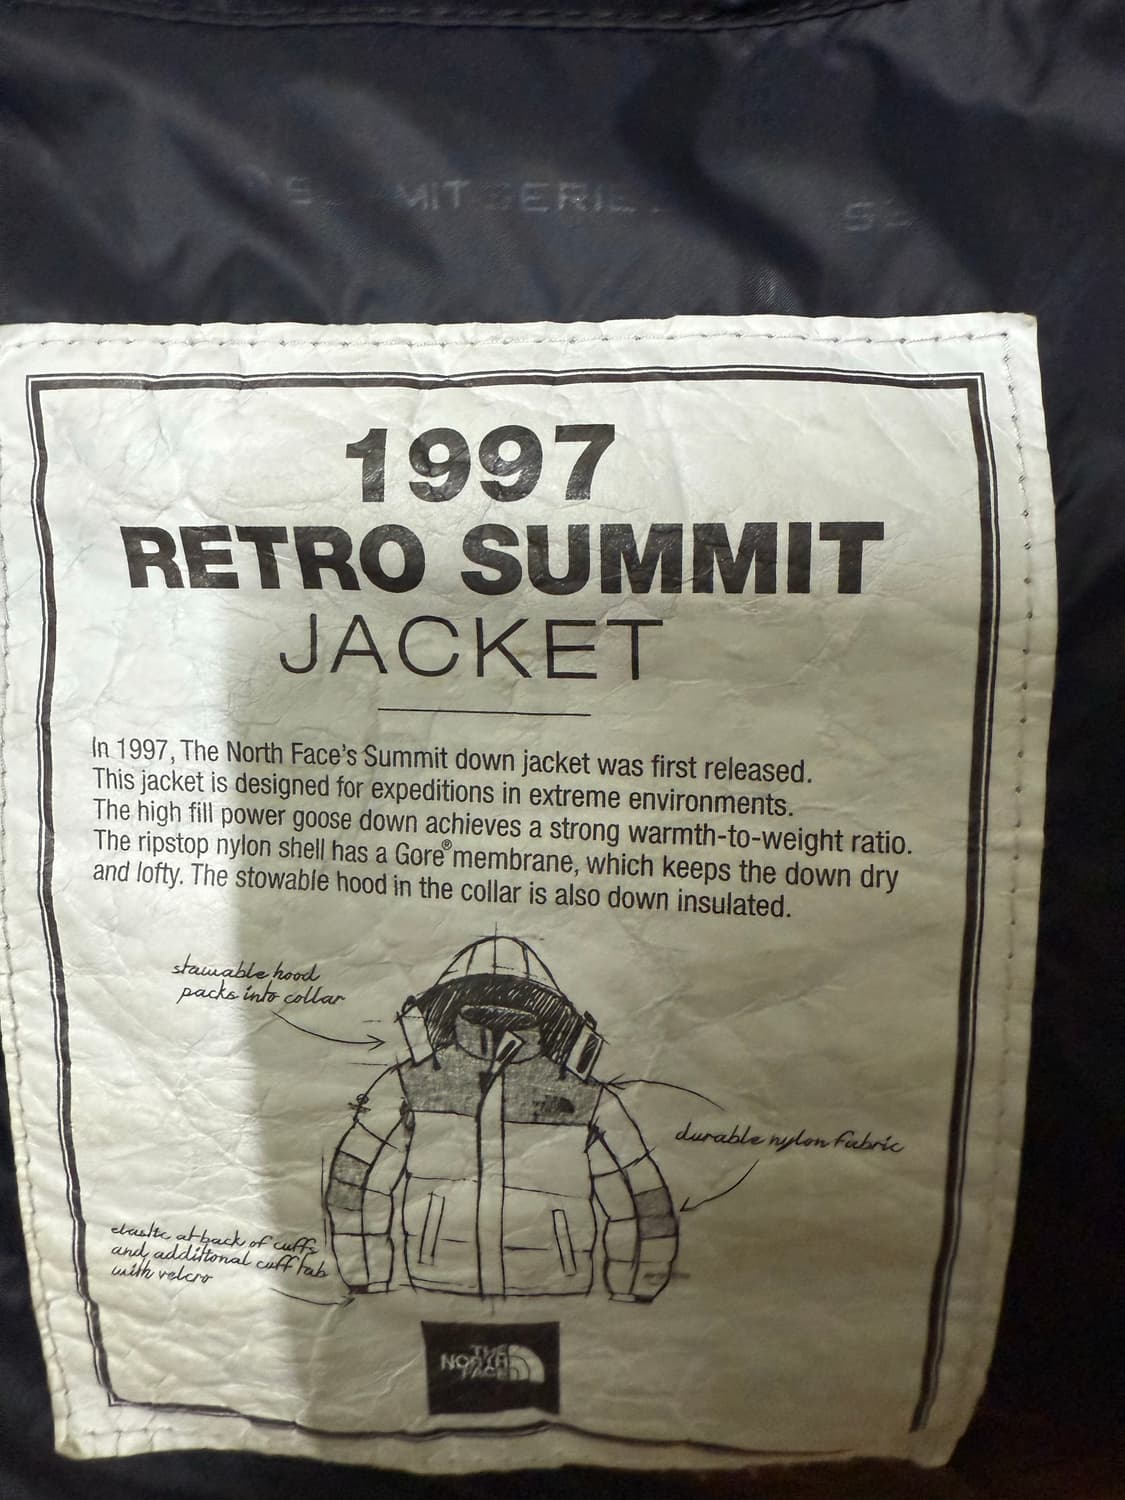 MIT SERIE
1997
RETRO SUMMIT
JACKET
In 1997, The North Face's Summit down jacket was first released.
This jacket is designed for expeditions in extreme environments.
The high fill power goose down achieves a strong warmth-to-weight ratio.
The ripstop nylon shell has a Gore® membrane, which keeps the down dry
and lofty. The stowable hood in the collar is also down insulated.
stowable hood
packs into collar
durable nylon fabric
elastic at back of cuffs
and additional cuff tab
with velcro
THE
NORTH
FACE